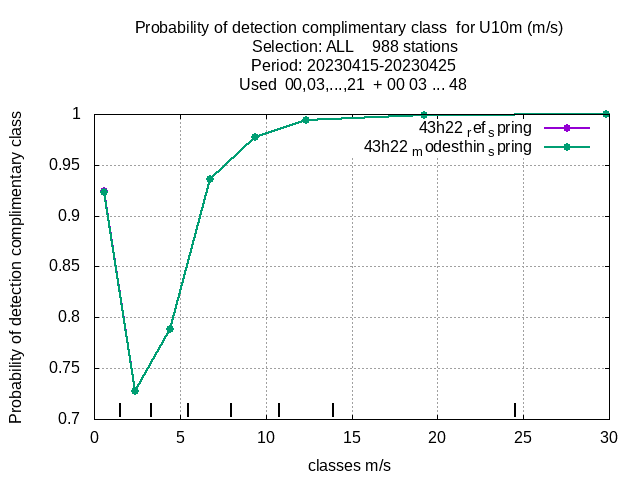 Probability of detection complimentary class for U10m (m/s)
Selection: ALL 988 stations
Period: 20230415-20230425
Used 00,03,...,21 + 00 03 ... 48
Probability of detection complimentary class
1
0.95
0.9
0.85
0.8
0.75
0.7
43h22 ref spring
43h22 modesthin spring
0 5 10 15 20 25 30
classes m/s